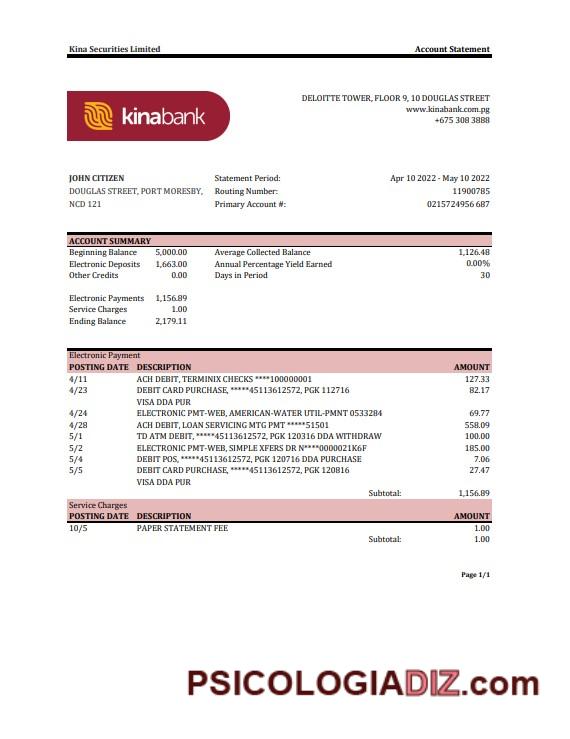 Kina Securities Limited Account Statement
kinabank
DELOITTE TOWER, FLOOR 9, 10 DOUGLAS STREET
www.kinabank.com.pg
+675 308 3888
JOHN CITIZEN Statement Period: Apr 10 2022 - May 10 2022
DOUGLAS STREET, PORT MORESBY, Routing Number: 11900785
NCD 121 Primary Account #: 0215724956 687
ACCOUNT SUMMARY
Beginning Balance 5,000.00 Average Collected Balance 1,126.48
Electronic Deposits 1,663.00 Annual Percentage Yield Earned 0.00%
Other Credits 0.00 Days in Period 30
Electronic Payments 1,156.89
Service Charges 1.00
Ending Balance 2,179.11
Electronic Payment
POSTING DATE DESCRIPTION AMOUNT
4/11 ACH DEBIT, TERMINIX CHECKS ****100000001 127.33
4/23 DEBIT CARD PURCHASE, *****45113612572, PGK 112716 82.17
VISA DDA PUR
4/24 ELECTRONIC PMT-WEB, AMERICAN-WATER UTIL-PMNT 0533284 69.77
4/28 ACH DEBIT, LOAN SERVICING MTG PMT *****51501 558.09
5/1 TD ATM DEBIT, *****45113612572, PGK 120316 DDA WITHDRAW 100.00
5/2 ELECTRONIC PMT-WEB, SIMPLE XFERS DR N****0000021K6F 185.00
5/4 DEBIT POS, *****45113612572, PGK 120716 DDA PURCHASE 7.06
5/5 DEBIT CARD PURCHASE, *****45113612572, PGK 120816 27.47
VISA DDA PUR
Subtotal: 1,156.89
Service Charges
POSTING DATE DESCRIPTION AMOUNT
10/5 PAPER STATEMENT FEE 1.00
Subtotal: 1.00
Page 1/1
PSICOLOGIADIZ.com